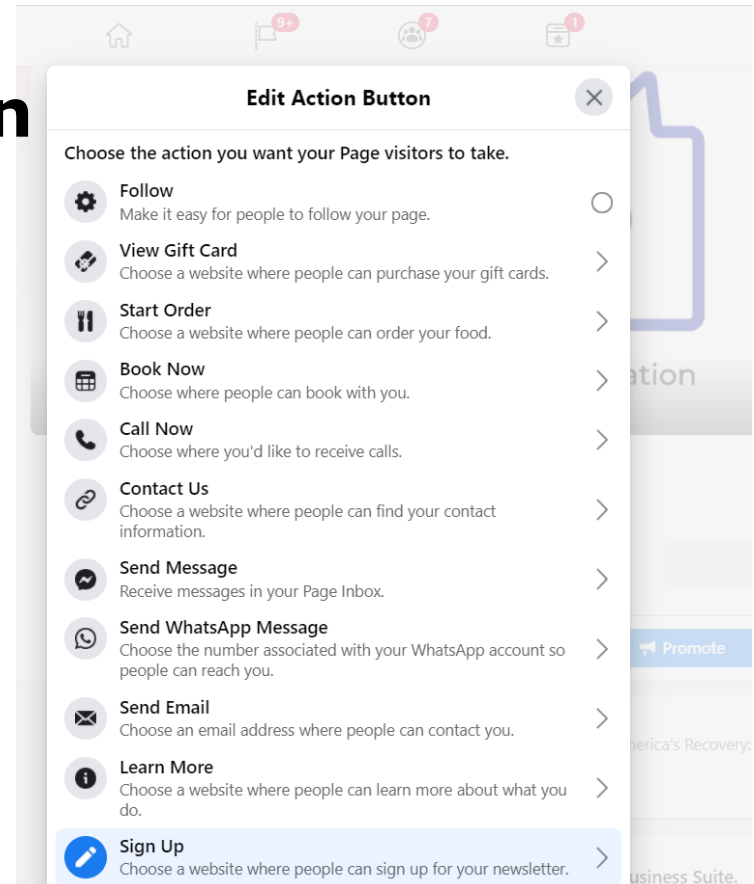 9+
7
1
n
Edit Action Button
Choose the action you want your Page visitors to take.
Follow
Make it easy for people to follow your page.
View Gift Card
Choose a website where people can purchase your gift cards.
Start Order
Choose a website where people can order your food.
Book Now
Choose where people can book with you.
ation
Call Now
Choose where you'd like to receive calls.
Contact Us
Choose a website where people can find your contact
information.
Send Message
Receive messages in your Page Inbox.
Send WhatsApp Message
Choose the number associated with your WhatsApp account so
people can reach you.
Promote
Send Email
Choose an email address where people can contact you.
nerica's Recovery:
Learn More
Choose a website where people can learn more about what you
do.
Sign Up
Choose a website where people can sign up for your newsletter.
usiness Suite.